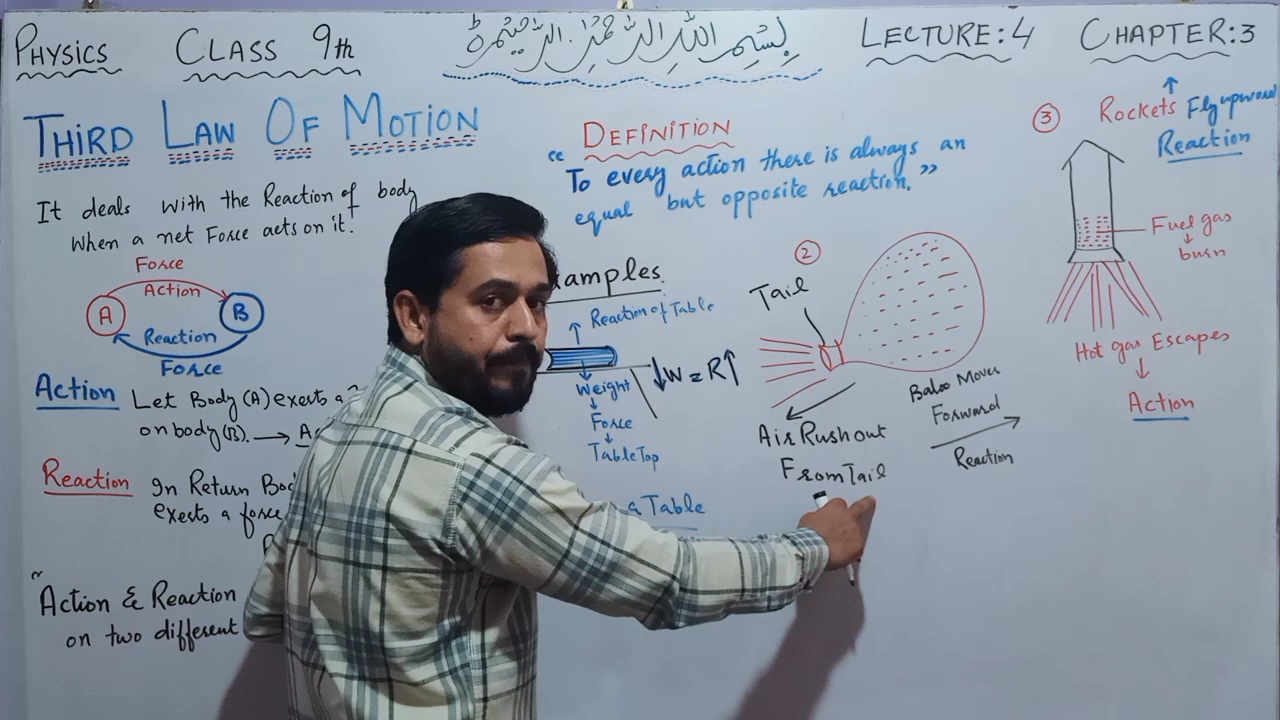 PHYSICS
CLASS 9th
بِسْمِ اللّٰهِ الرَّحْمٰنِ الرَّحِيْمِ
LECTURE:4
CHAPTER:3
THIRD LAW OF MOTION
It deals with the Reaction of body
when a net Force acts on it.
Force
Action
A
B
Reaction
Force
Action
Let Body (A) exects a
on body (B). →
Reaction
In Return
exects a force
Action & Reaction
on two different
DEFINITION
"To every action there is always an
equal but opposite reaction."
amples.
↑ Reaction of Table
Weight
↓
Force
↓
Table Top
↓W = R↑
a Table
②
Tail
Air Rush out
From Tail
Baloo Moves
Forward
Reaction
③
Rockets Fly upward
Reaction
Fuel gas
↓
burn
Hot gas Escapes
↓
Action